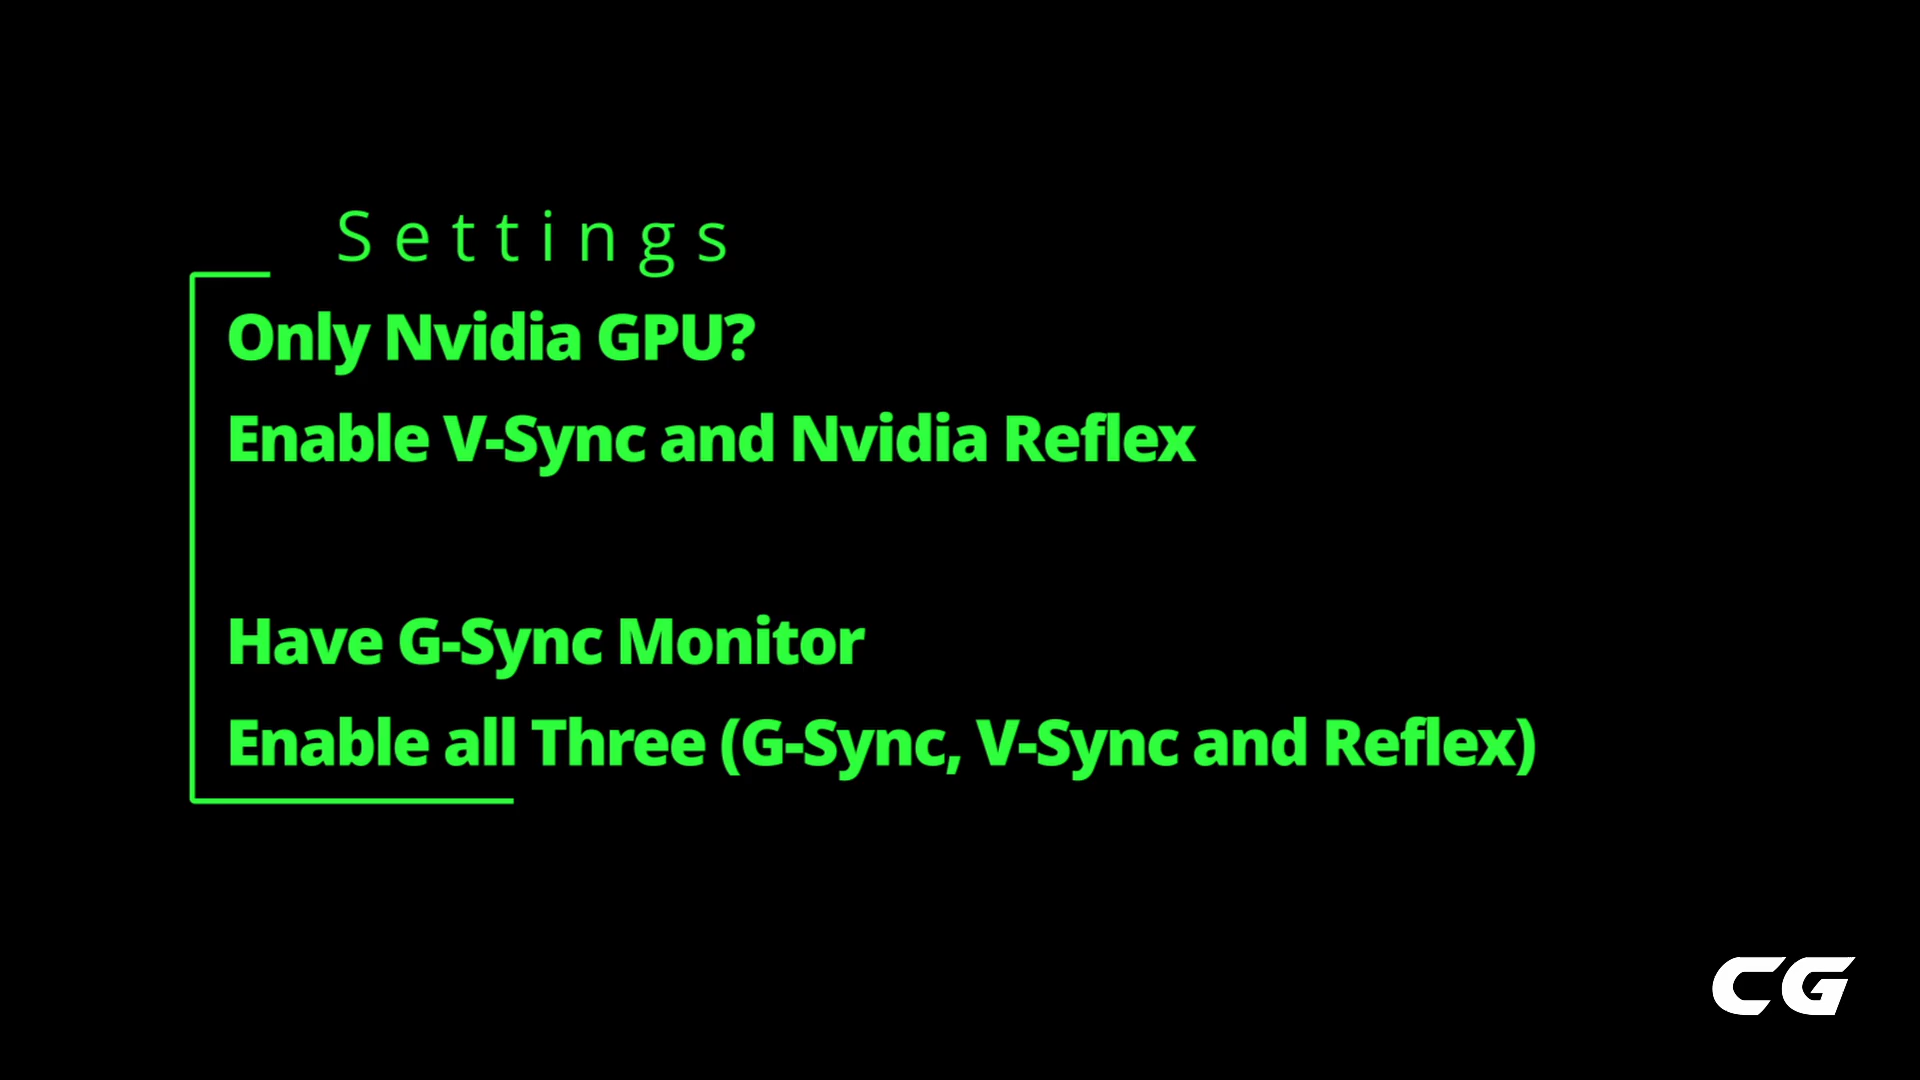 Settings
Only Nvidia GPU?
Enable V-Sync and Nvidia Reflex
Have G-Sync Monitor
Enable all Three (G-Sync, V-Sync and Reflex)
CG